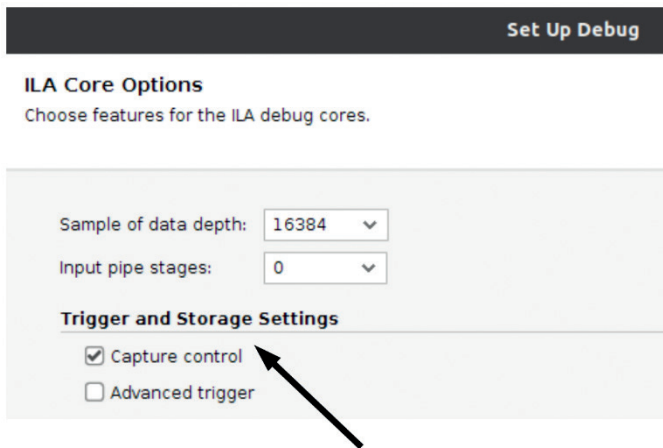 Set Up Debug
ILA Core Options
Choose features for the ILA debug cores.
Sample of data depth: 16384
Input pipe stages: 0
Trigger and Storage Settings
Capture control
Advanced trigger